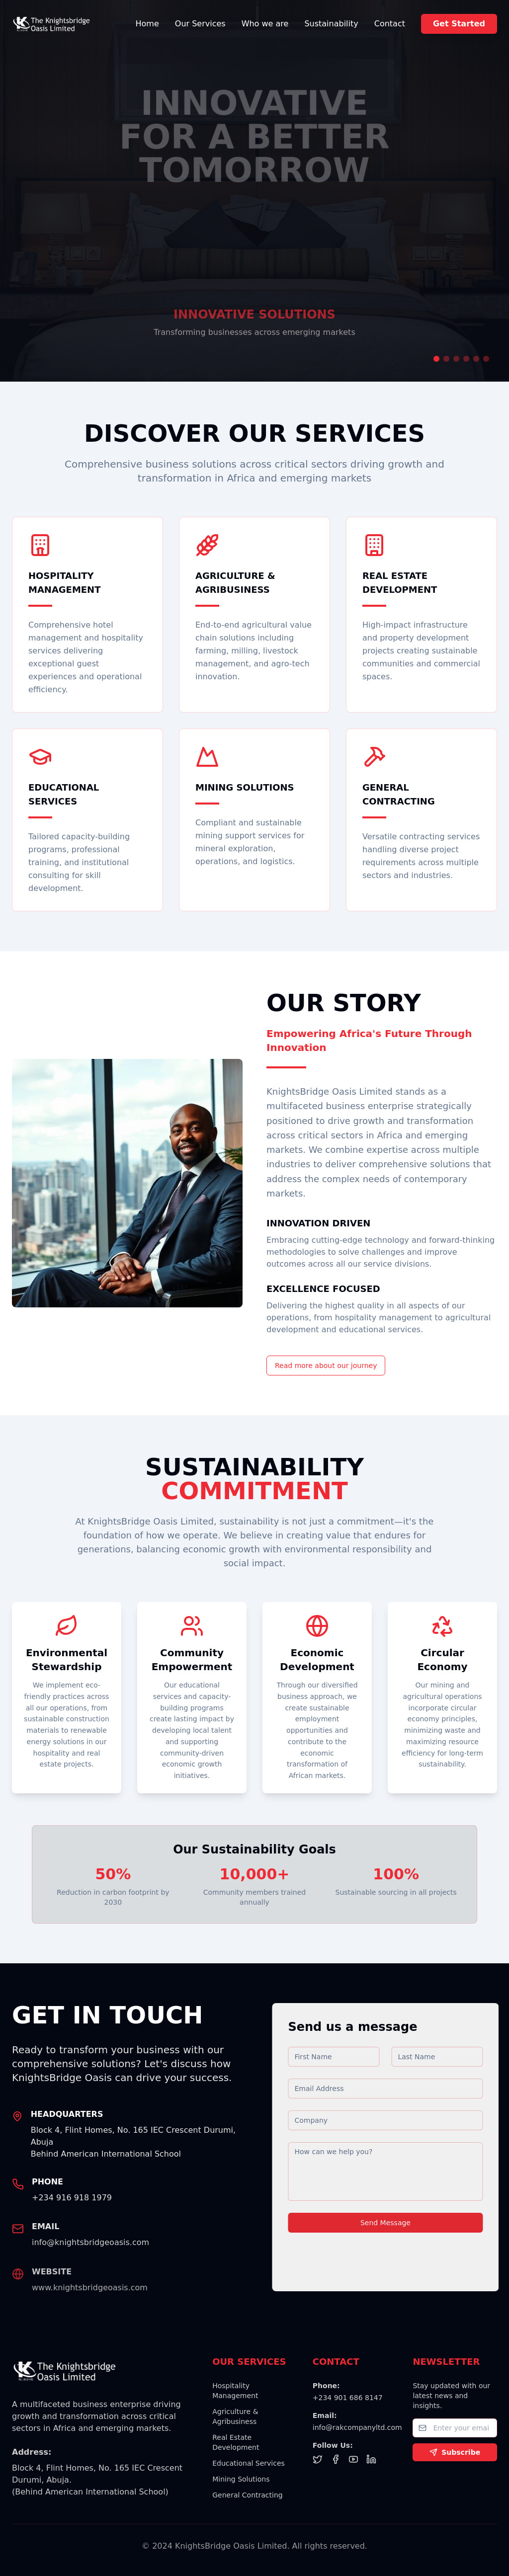 The Knightsbridge
Oasis Limited
Home
Our Services
Who we are
Sustainability
Contact
Get Started
INNOVATIVE
FOR A BETTER
TOMORROW
INNOVATIVE SOLUTIONS
Transforming businesses across emerging markets
DISCOVER OUR SERVICES
Comprehensive business solutions across critical sectors driving growth and
transformation in Africa and emerging markets
HOSPITALITY
MANAGEMENT
Comprehensive hotel
management and hospitality
services delivering
exceptional guest
experiences and operational
efficiency.
AGRICULTURE &
AGRIBUSINESS
End-to-end agricultural value
chain solutions including
farming, milling, livestock
management, and agro-tech
innovation.
REAL ESTATE
DEVELOPMENT
High-impact infrastructure
and property development
projects creating sustainable
communities and commercial
spaces.
EDUCATIONAL
SERVICES
Tailored capacity-building
programs, professional
training, and institutional
consulting for skill
development.
MINING SOLUTIONS
Compliant and sustainable
mining support services for
mineral exploration,
operations, and logistics.
GENERAL
CONTRACTING
Versatile contracting services
handling diverse project
requirements across multiple
sectors and industries.
OUR STORY
Empowering Africa's Future Through
Innovation
KnightsBridge Oasis Limited stands as a
multifaceted business enterprise strategically
positioned to drive growth and transformation
across critical sectors in Africa and emerging
markets. We combine expertise across multiple
industries to deliver comprehensive solutions that
address the complex needs of contemporary
markets.
INNOVATION DRIVEN
Embracing cutting-edge technology and forward-thinking
methodologies to solve challenges and improve
outcomes across all our service divisions.
EXCELLENCE FOCUSED
Delivering the highest quality in all aspects of our
operations, from hospitality management to agricultural
development and educational services.
Read more about our journey
SUSTAINABILITY
COMMITMENT
At KnightsBridge Oasis Limited, sustainability is not just a commitment—it's the
foundation of how we operate. We believe in creating value that endures for
generations, balancing economic growth with environmental responsibility and
social impact.
Environmental
Stewardship
We implement eco-
friendly practices across
all our operations, from
sustainable construction
materials to renewable
energy solutions in our
hospitality and real
estate projects.
Community
Empowerment
Our educational
services and capacity-
building programs
create lasting impact by
developing local talent
and supporting
community-driven
economic growth
initiatives.
Economic
Development
Through our diversified
business approach, we
create sustainable
employment
opportunities and
contribute to the
economic
transformation of
African markets.
Circular
Economy
Our mining and
agricultural operations
incorporate circular
economy principles,
minimizing waste and
maximizing resource
efficiency for long-term
sustainability.
Our Sustainability Goals
50%
Reduction in carbon footprint by
2030
10,000+
Community members trained
annually
100%
Sustainable sourcing in all projects
GET IN TOUCH
Ready to transform your business with our
comprehensive solutions? Let's discuss how
KnightsBridge Oasis can drive your success.
HEADQUARTERS
Block 4, Flint Homes, No. 165 IEC Crescent Durumi,
Abuja
Behind American International School
PHONE
+234 916 918 1979
EMAIL
info@knightsbridgeoasis.com
WEBSITE
www.knightsbridgeoasis.com
Send us a message
First Name
Last Name
Email Address
Company
How can we help you?
Send Message
The Knightsbridge
Oasis Limited
A multifaceted business enterprise driving
growth and transformation across critical
sectors in Africa and emerging markets.
Address:
Block 4, Flint Homes, No. 165 IEC Crescent
Durumi, Abuja.
(Behind American International School)
OUR SERVICES
Hospitality
Management
Agriculture &
Agribusiness
Real Estate
Development
Educational Services
Mining Solutions
General Contracting
CONTACT
Phone:
+234 901 686 8147
Email:
info@rakcompanyltd.com
Follow Us:
NEWSLETTER
Stay updated with our
latest news and
insights.
Enter your emai
Subscribe
© 2024 KnightsBridge Oasis Limited. All rights reserved.